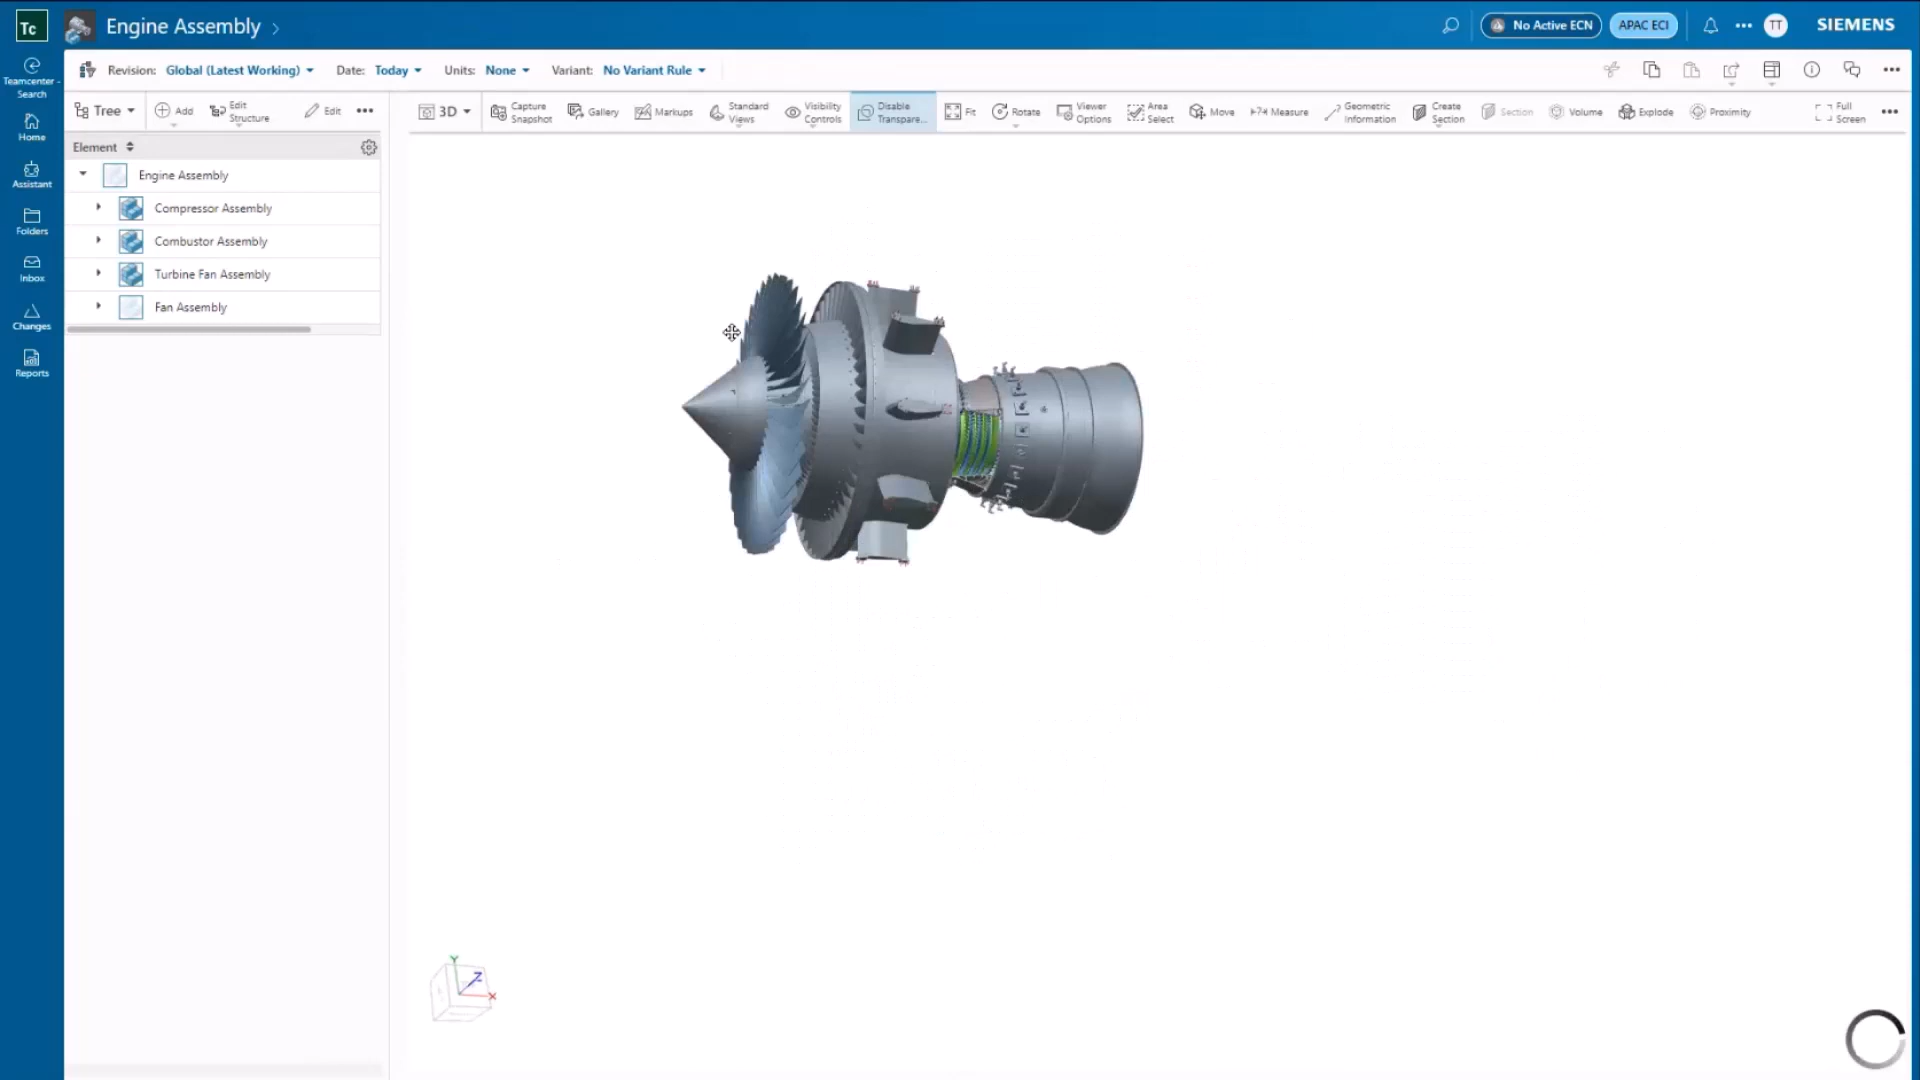 Tc Engine Assembly No Active ECN APAC ECI TT SIEMENS
Revision: Global (Latest Working) Date: Today Units: None Variant: No Variant Rule
Teamcenter - Search
Home
Assistant
Folders
Inbox
Changes
Reports
Tree Add Edit Structure Edit
3D Capture Snapshot Gallery Markups Standard Views Visibility Controls Disable Transpare... Fit Rotate Viewer Options Area Select Move Measure Geometric Information Create Section Section Volume Explode Proximity Full Screen
Element
Engine Assembly
Compressor Assembly
Combustor Assembly
Turbine Fan Assembly
Fan Assembly
Y
Z
X